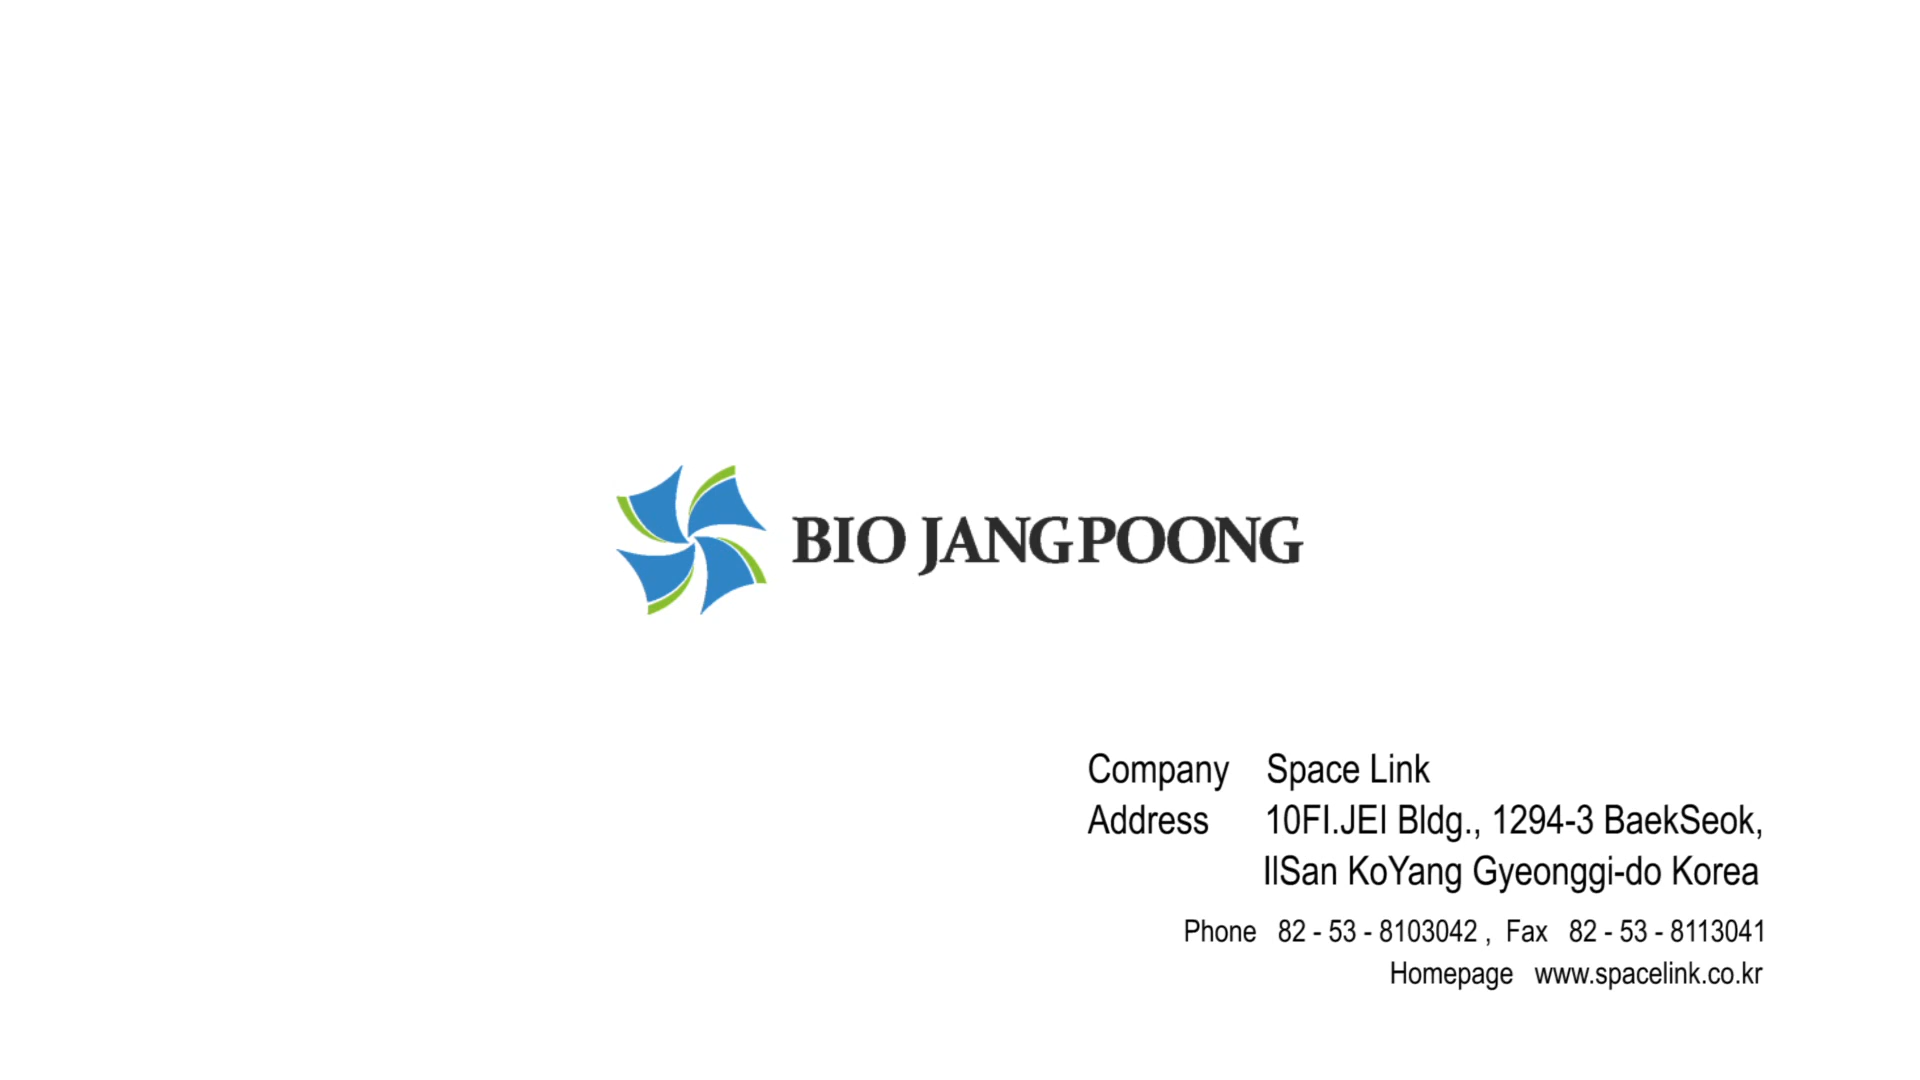 BIO JANGPOONG
Company Space Link
Address 10Fl.JEI Bldg., 1294-3 BaekSeok,
IlSan KoYang Gyeonggi-do Korea
Phone 82 - 53 - 8103042 , Fax 82 - 53 - 8113041
Homepage www.spacelink.co.kr